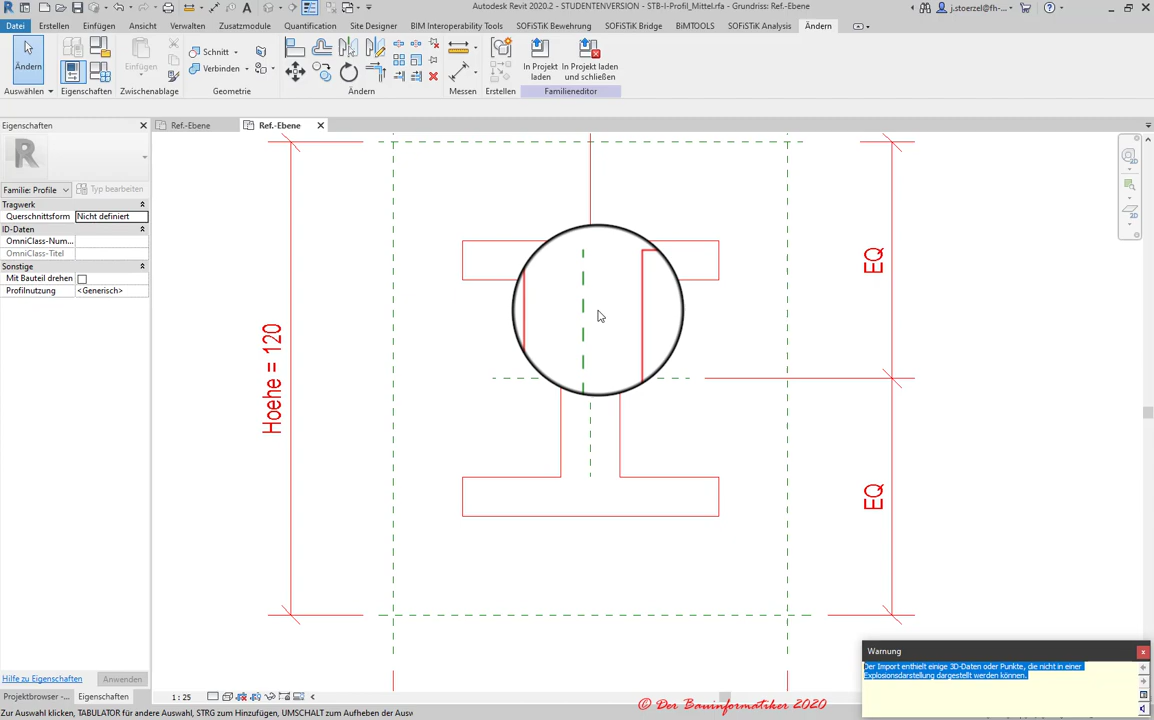 Autodesk Revit 2020.2 - STUDENTENVERSION - STB-I-Profil_Mittel.rfa - Grundriss: Ref.-Ebene
j.stoerzel@fh-...
Datei Erstellen Einfügen Ansicht Verwalten Zusatzmodule Site Designer Quantification BIM Interoperability Tools SOFiSTiK Bewehrung BiMTOOLS SOFiSTiK Bridge SOFiSTiK Analysis Ändern
Ändern
Einfügen
Schnitt
Verbinden
In Projekt laden
In Projekt laden und schließen
Auswählen Eigenschaften Zwischenablage Geometrie Ändern Messen Erstellen Familieneditor
Eigenschaften
Ref.-Ebene
Ref.-Ebene
Familie: Profile
Typ bearbeiten
Tragwerk
Querschnittsform Nicht definiert
ID-Daten
OmniClass-Num...
OmniClass-Titel
Sonstige
Mit Bauteil drehen
Profilnutzung <Generisch>
Hoehe = 120
EQ
EQ
Warnung
Der Import enthielt einige 3D-Daten oder Punkte, die nicht in einer
Explosionsdarstellung dargestellt werden können.
Hilfe zu Eigenschaften
Anwenden
Projektbrowser -... Eigenschaften
1 : 25
© Der Bauinformatiker 2020
Zur Auswahl klicken, TABULATOR für andere Auswahl, STRG zum Hinzufügen, UMSCHALT zum Aufheben der Ausw